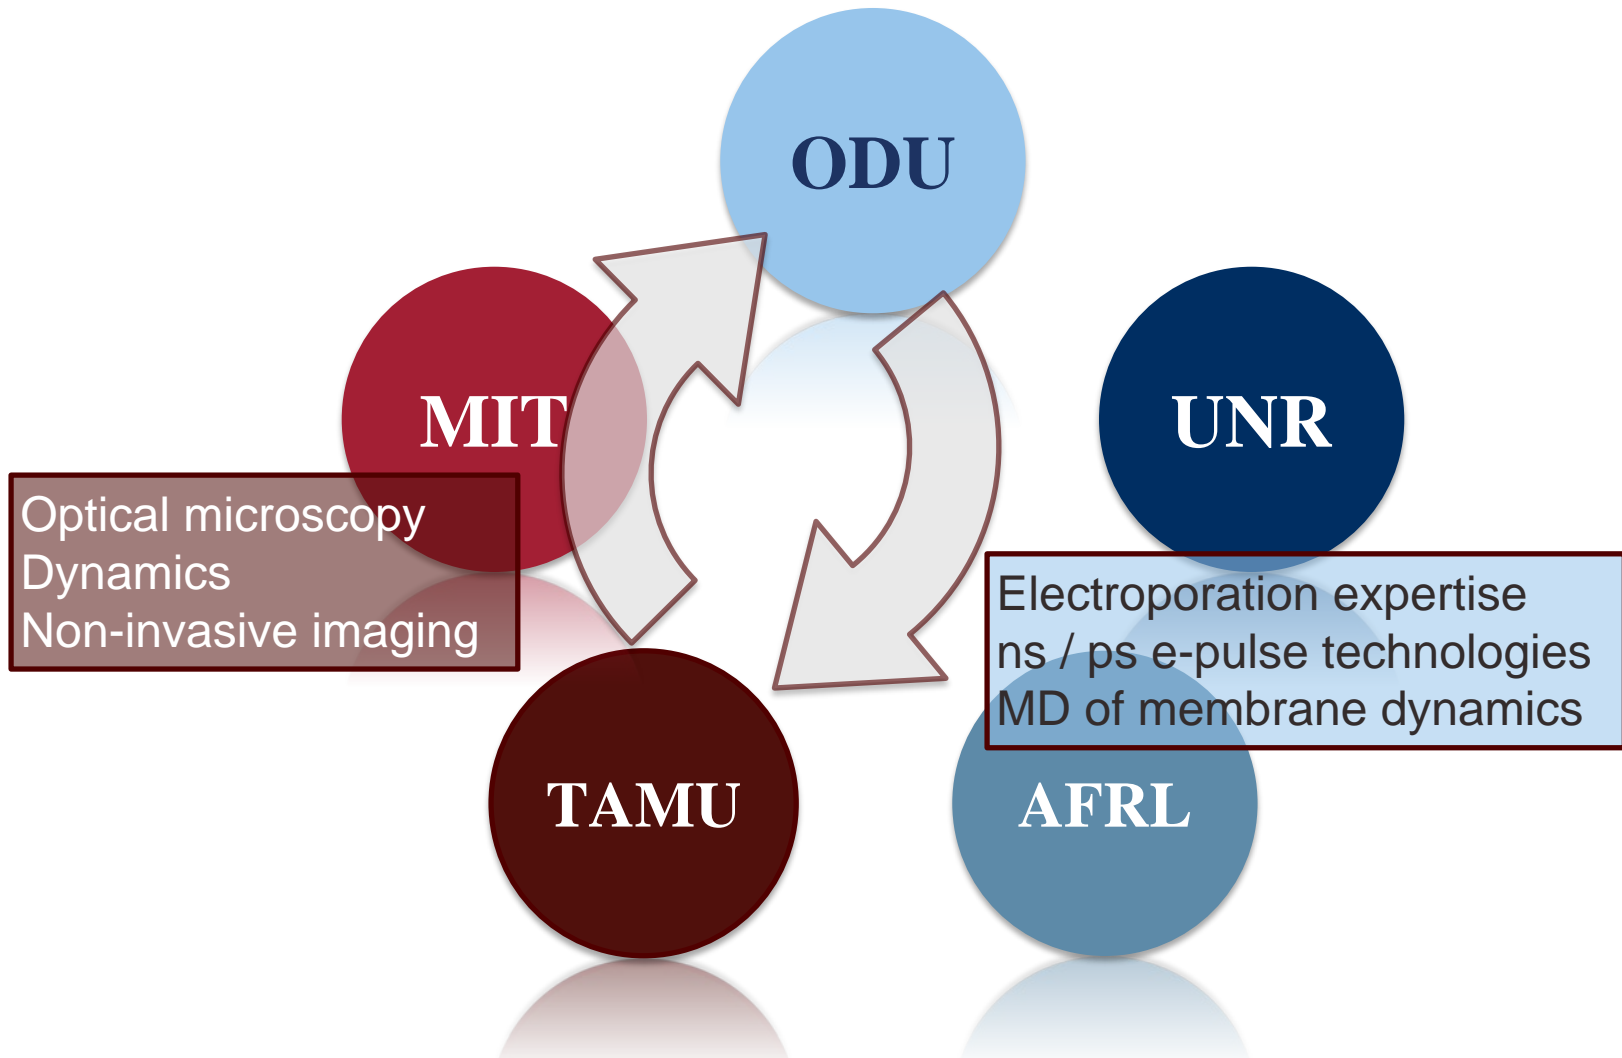 ODU
MIT
UNR
Optical microscopy
Dynamics
Non-invasive imaging
Electroporation expertise
ns / ps e-pulse technologies
MD of membrane dynamics
TAMU
AFRL